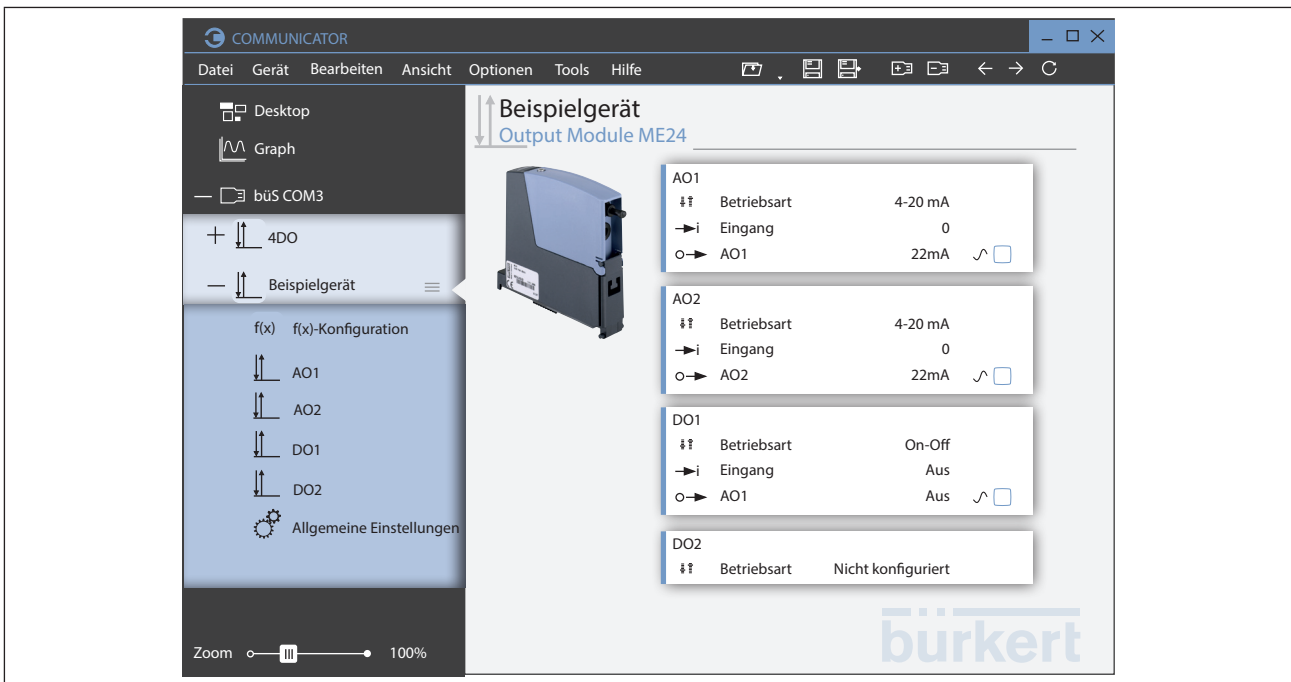 COMMUNICATOR
Datei Gerät Bearbeiten Ansicht Optionen Tools Hilfe
Desktop
Graph
büS COM3
4DO
Beispielgerät
f(x) f(x)-Konfiguration
AO1
AO2
DO1
DO2
Allgemeine Einstellungen
Zoom 100%
Beispielgerät
Output Module ME24
AO1
Betriebsart 4-20 mA
Eingang 0
AO1 22mA
AO2
Betriebsart 4-20 mA
Eingang 0
AO2 22mA
DO1
Betriebsart On-Off
Eingang Aus
AO1 Aus
DO2
Betriebsart Nicht konfiguriert
burkert